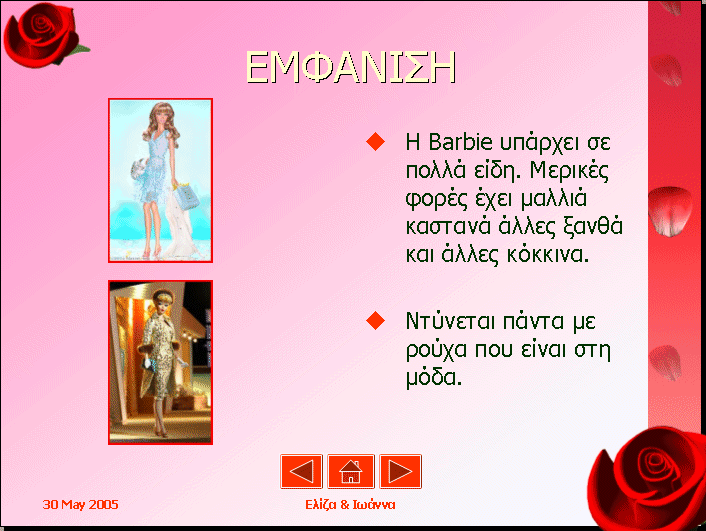 ΕΜΦΑΝΙΣΗ
Η Barbie υπάρχει σε
πολλά είδη. Μερικές
φορές έχει μαλλιά
καστανά άλλες ξανθά
και άλλες κόκκινα.
Ντύνεται πάντα με
ρούχα που είναι στη
μόδα.
30 May 2005
Ελίζα & Ιωάννα